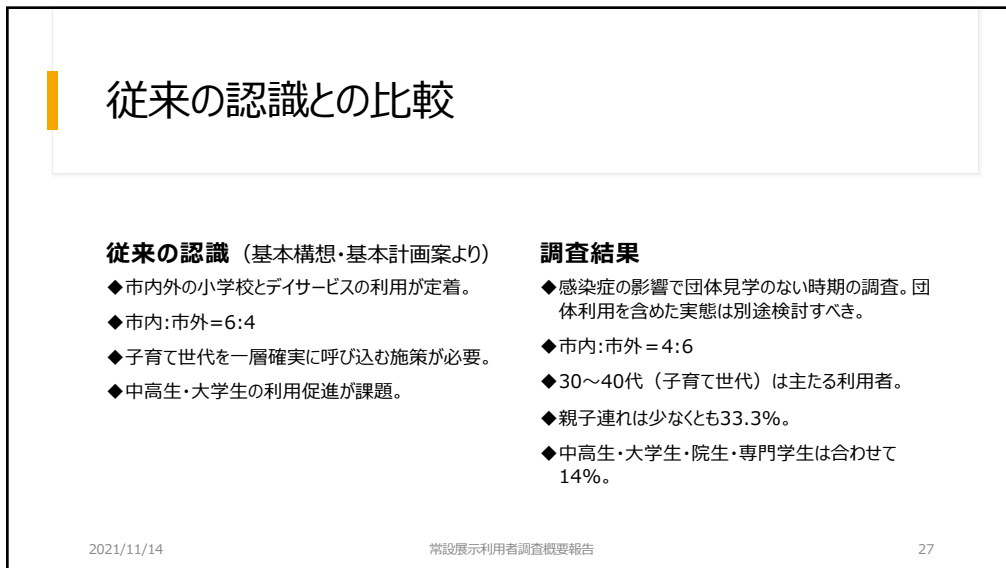 従来の認識との比較
従来の認識（基本構想・基本計画案より）
◆市内外の小学校とデイサービスの利用が定着。
◆市内:市外=6:4
◆子育て世代を一層確実に呼び込む施策が必要。
◆中高生・大学生の利用促進が課題。
調査結果
◆感染症の影響で団体見学のない時期の調査。団
体利用を含めた実態は別途検討すべき。
◆市内:市外＝4:6
◆30～40代（子育て世代）は主たる利用者。
◆親子連れは少なくとも33.3%。
◆中高生・大学生・院生・専門学生は合わせて
14%。
2021/11/14
常設展示利用者調査概要報告
27